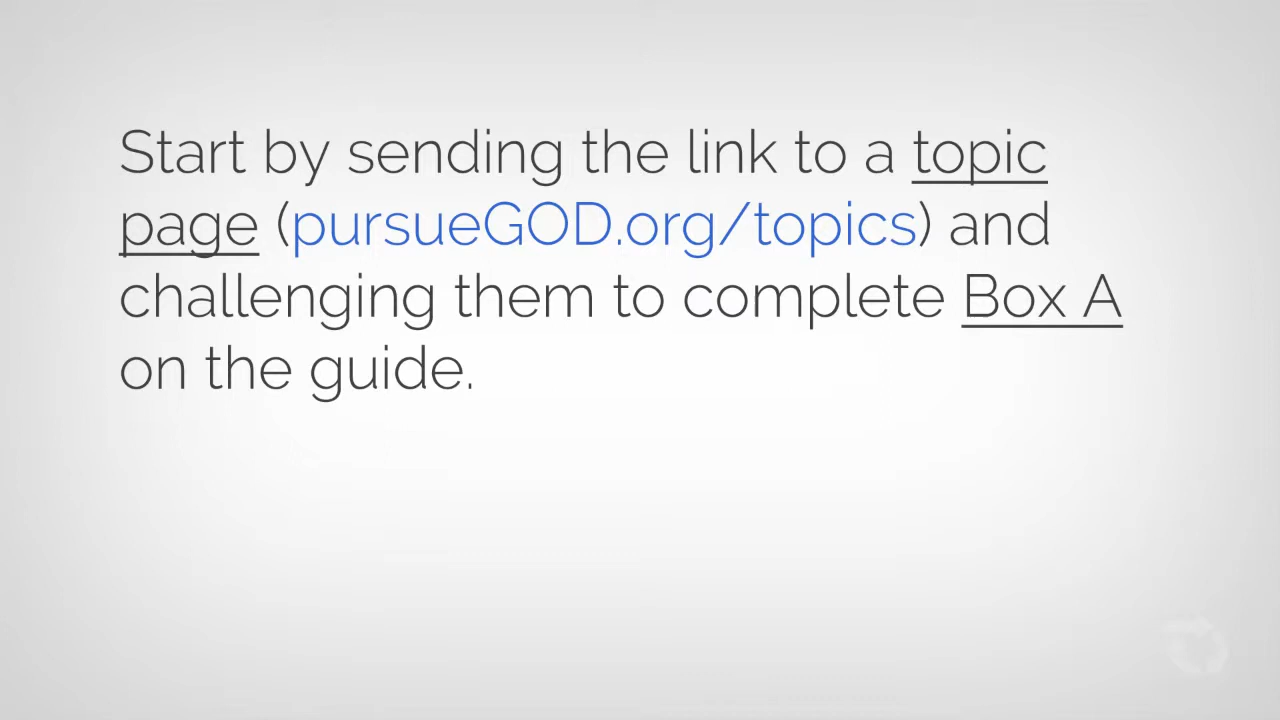 Start by sending the link to a topic
page (pursueGOD.org/topics) and
challenging them to complete Box A
on the guide.